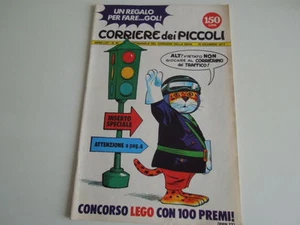 UN REGALO
PER FARE...GOL!
150
CORRIERE dei PICCOLI
ALT! VIETATO NON
GIOCARE AL CORRIERINO
del TRAFFICO!
INSERTO
SPECIALE
ATTENZIONE a pag.
CONCORSO LEGO CON 100 PREMI!